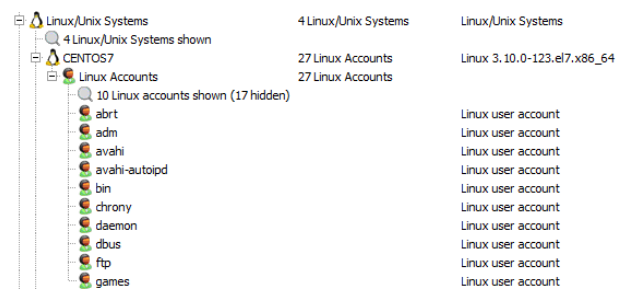 Linux/Unix Systems 4 Linux/Unix Systems Linux/Unix Systems
4 Linux/Unix Systems shown
CENTOS7 27 Linux Accounts Linux 3.10.0-123.el7.x86_64
Linux Accounts 27 Linux Accounts
10 Linux accounts shown (17 hidden)
abrt Linux user account
adm Linux user account
avahi Linux user account
avahi-autoipd Linux user account
bin Linux user account
chrony Linux user account
daemon Linux user account
dbus Linux user account
ftp Linux user account
games Linux user account